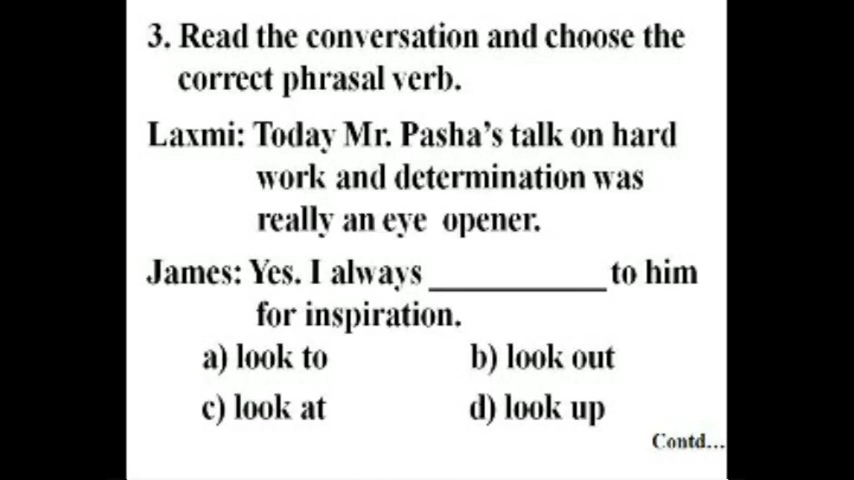 3. Read the conversation and choose the
correct phrasal verb.
Laxmi: Today Mr. Pasha's talk on hard
work and determination was
really an eye opener.
James: Yes. I always ____________ to him
for inspiration.
a) look to b) look out
c) look at d) look up
Contd...